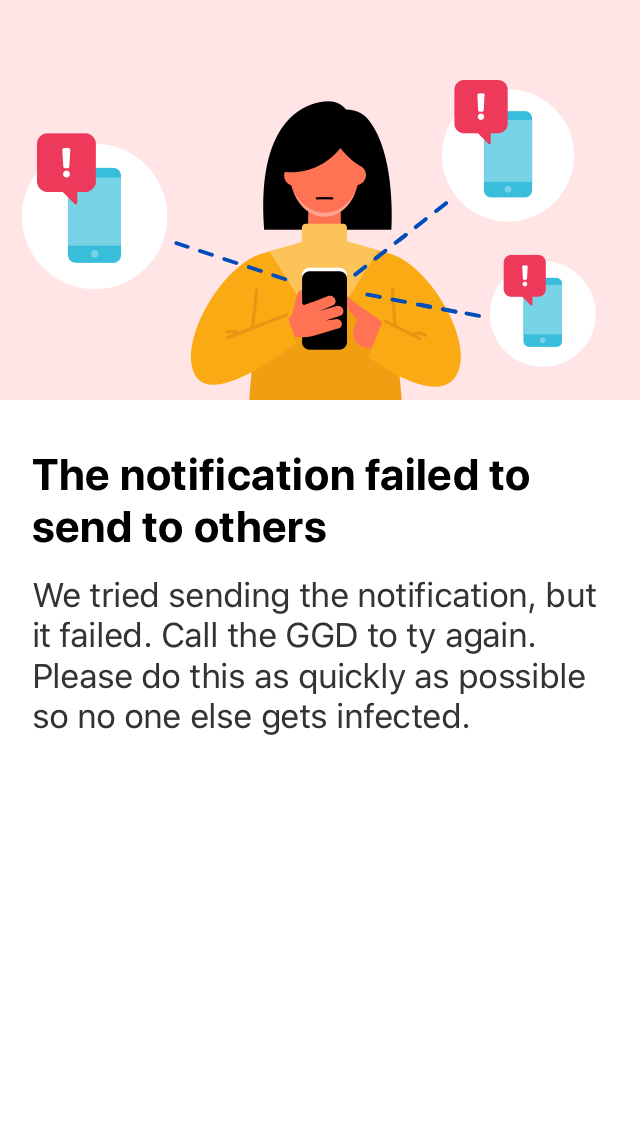 The notification failed to
send to others
We tried sending the notification, but
it failed. Call the GGD to ty again.
Please do this as quickly as possible
so no one else gets infected.